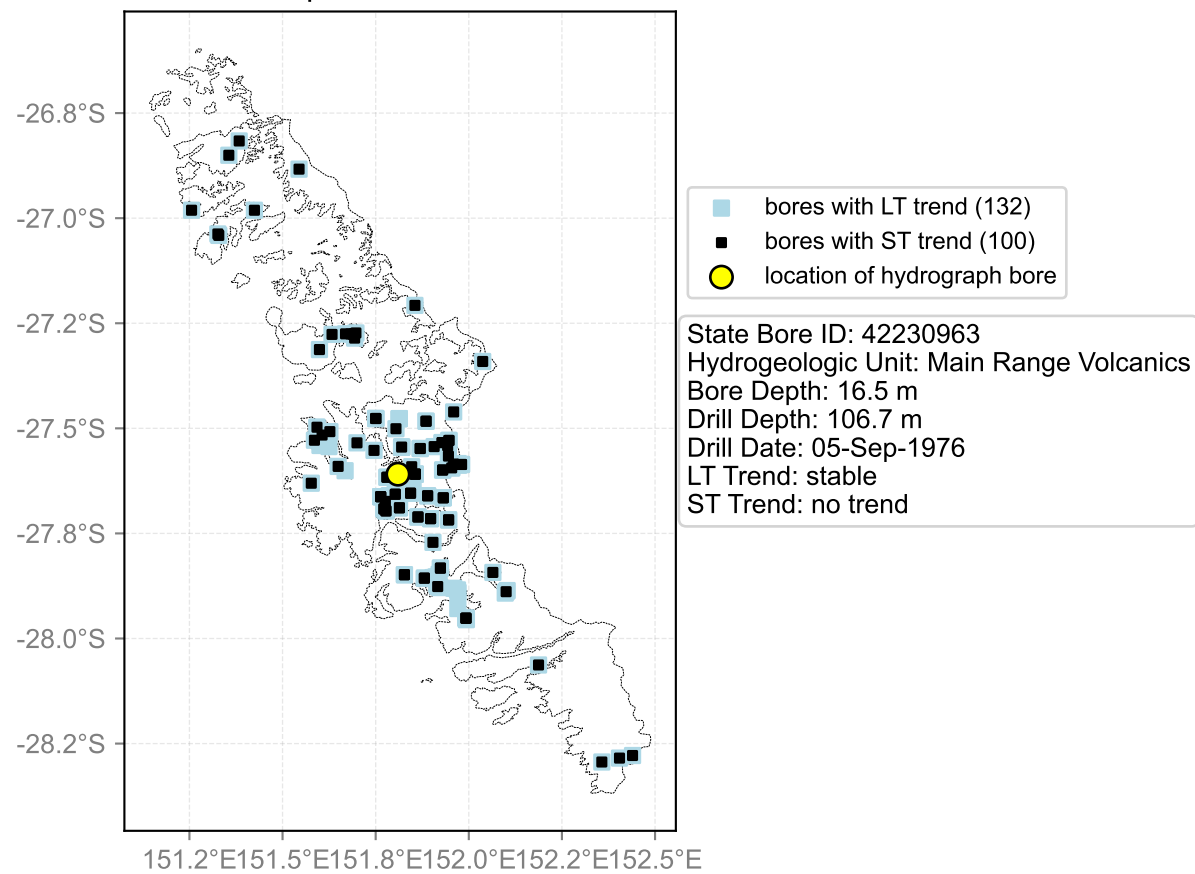 -26.8°S
-27.0°S
-27.2°S
-27.5°S
-27.8°S
-28.0°S
-28.2°S
151.2°E151.5°E151.8°E152.0°E152.2°E152.5°E
bores with LT trend (132)
bores with ST trend (100)
location of hydrograph bore
State Bore ID: 42230963
Hydrogeologic Unit: Main Range Volcanics
Bore Depth: 16.5 m
Drill Depth: 106.7 m
Drill Date: 05-Sep-1976
LT Trend: stable
ST Trend: no trend